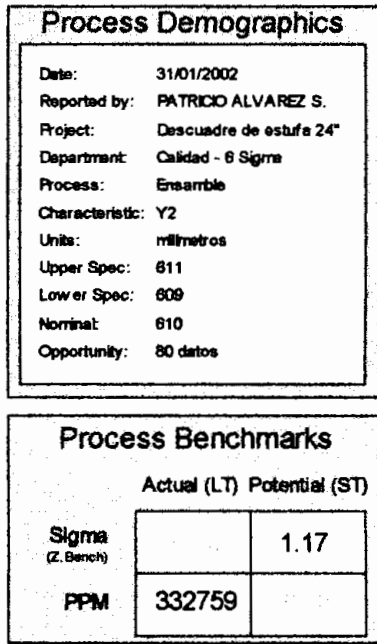 Process Demographics
Date: 31/01/2002
Reported by: PATRICIO ALVAREZ S.
Project: Descuadre de estufa 24"
Department: Calidad - 6 Sigma
Process: Ensamble
Characteristic: Y2
Units: milimetros
Upper Spec: 611
Lower Spec: 609
Nominal: 610
Opportunity: 80 datos
Process Benchmarks
Actual (LT) Potential (ST)
Sigma 1.17
(Z.Bench)
PPM 332759